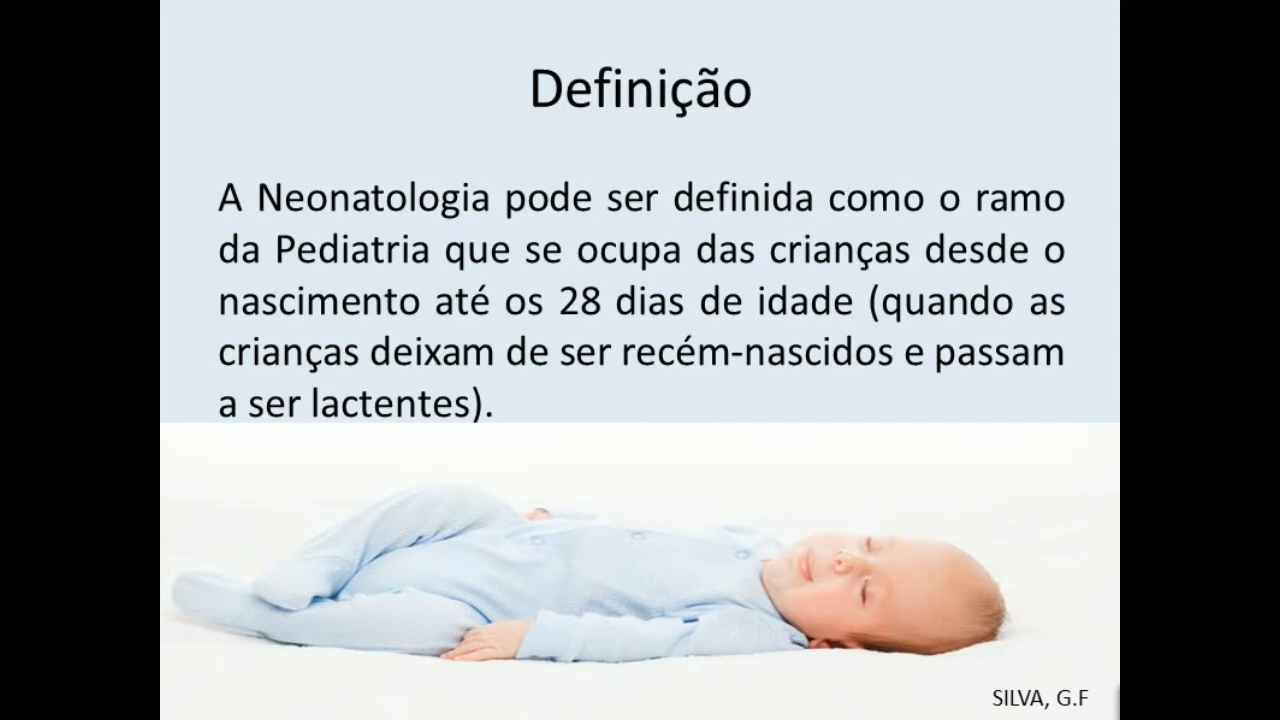 Definição
A Neonatologia pode ser definida como o ramo
da Pediatria que se ocupa das crianças desde o
nascimento até os 28 dias de idade (quando as
crianças deixam de ser recém-nascidos e passam
a ser lactentes).
SILVA, G.F